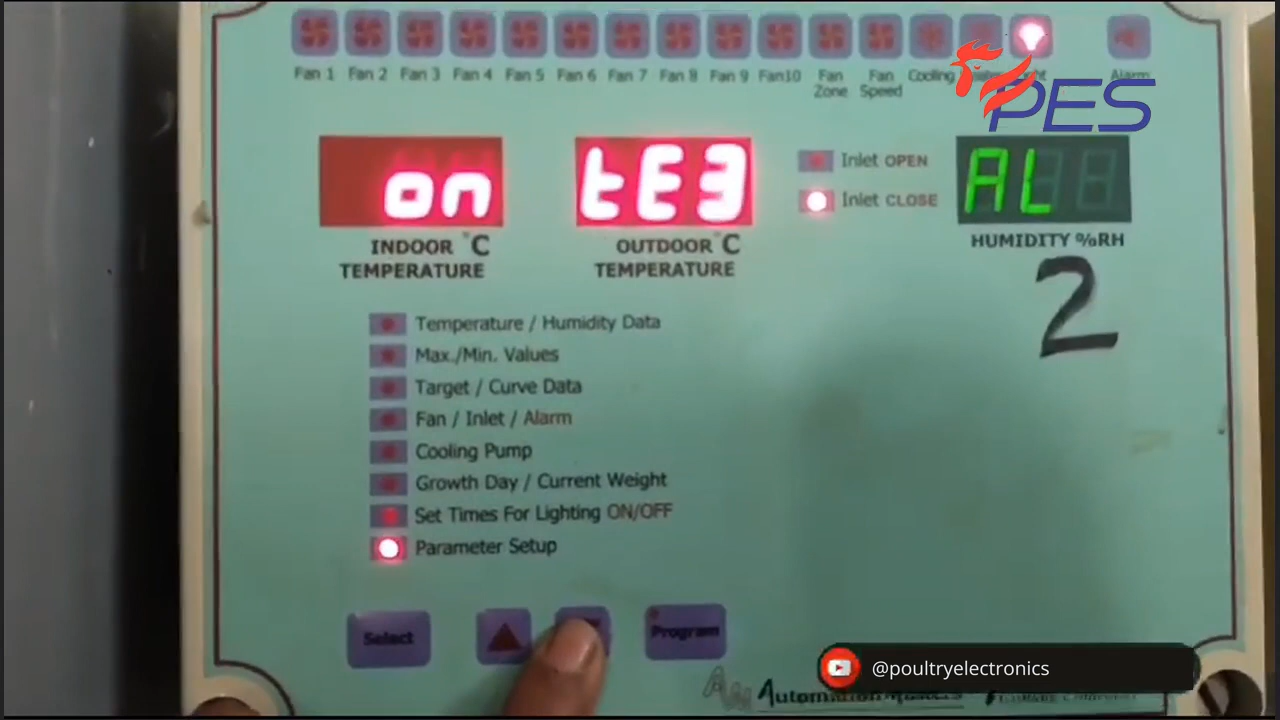 Fan 1 Fan 2 Fan 3 Fan 4 Fan 5 Fan 6 Fan 7 Fan 8 Fan 9 Fan10 Fan Zone Fan Speed Cooling Alarm
PES
on
tE3
Inlet OPEN
Inlet CLOSE
AL
INDOOR °C
TEMPERATURE
OUTDOOR °C
TEMPERATURE
HUMIDITY %RH
2
Temperature / Humidity Data
Max./Min. Values
Target / Curve Data
Fan / Inlet / Alarm
Cooling Pump
Growth Day / Current Weight
Set Times For Lighting ON/OFF
Parameter Setup
Select
Program
@poultryelectronics
Automation